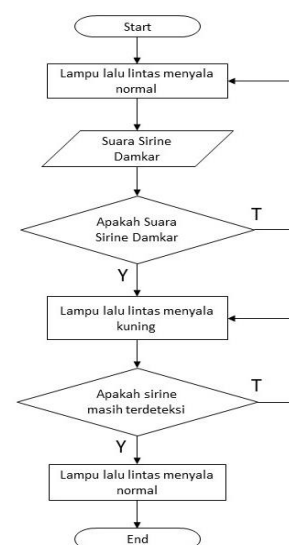 Start
Lampu lalu lintas menyala
normal
Suara Sirine
Damkar
Apakah Suara
Sirine Damkar
T
Y
Lampu lalu lintas menyala
kuning
Apakah sirine
masih terdeteksi
T
Y
Lampu lalu lintas menyala
normal
End